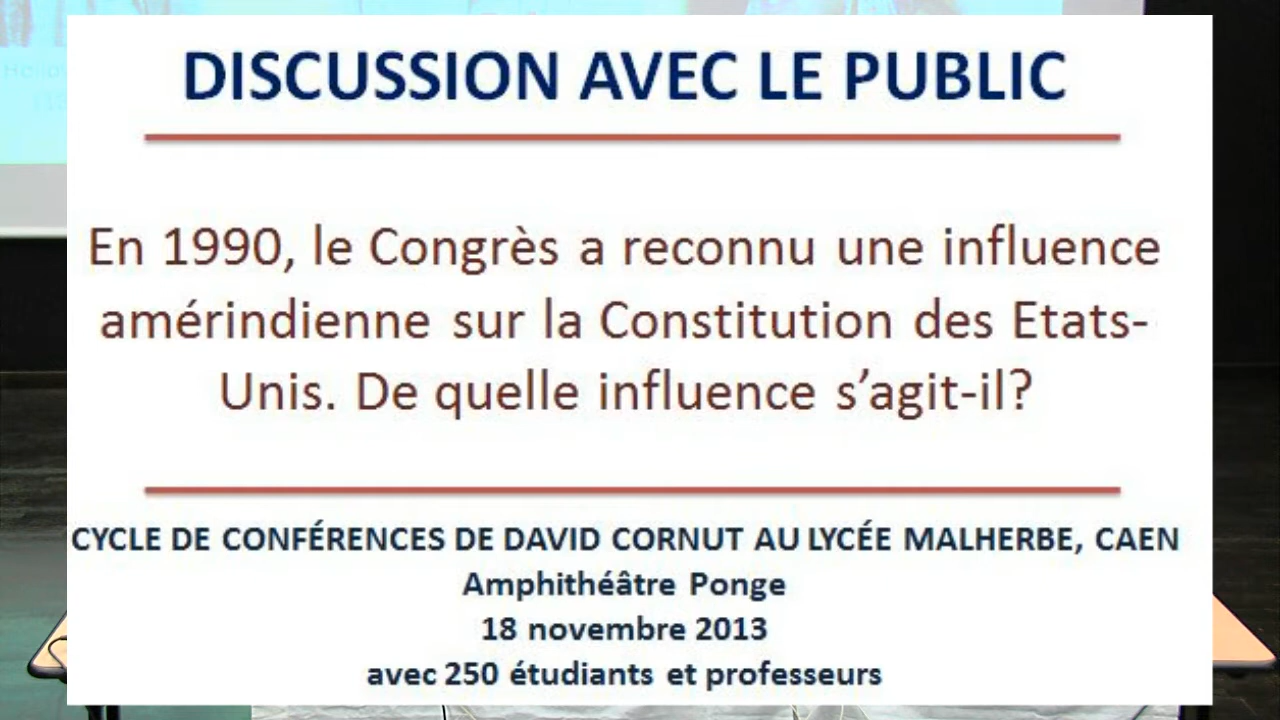 DISCUSSION AVEC LE PUBLIC
En 1990, le Congrès a reconnu une influence
amérindienne sur la Constitution des Etats-
Unis. De quelle influence s’agit-il?
CYCLE DE CONFÉRENCES DE DAVID CORNUT AU LYCÉE MALHERBE, CAEN
Amphithéâtre Ponge
18 novembre 2013
avec 250 étudiants et professeurs